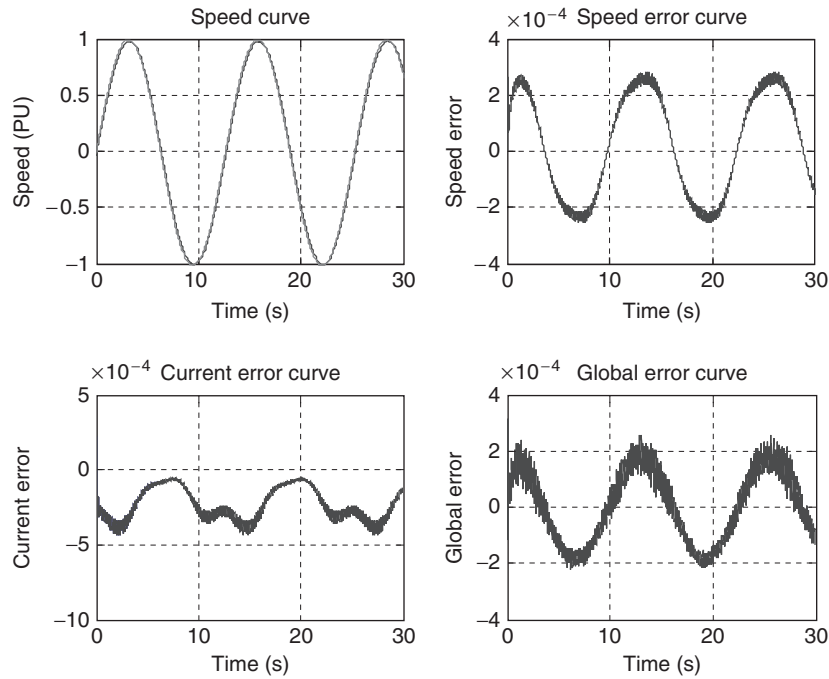 Speed curve
Speed (PU)
1
0.5
0
−0.5
−1
0
10
20
30
Time (s)
×10−4 Speed error curve
Speed error
4
2
0
−2
−4
0
10
20
30
Time (s)
×10−4 Current error curve
Current error
5
0
−5
−10
0
10
20
30
Time (s)
×10−4 Global error curve
Global error
4
2
0
−2
−4
0
10
20
30
Time (s)